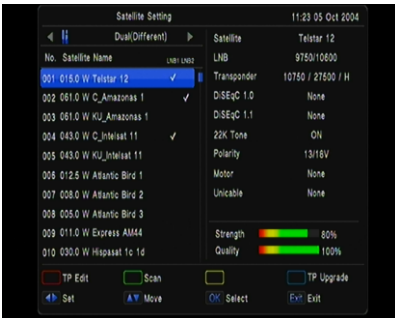 Satellite Setting 11:23 05 Oct 2004
Dual(Different)
No. Satellite Name LNB1 LNB2
001 015.0 W Telstar 12
002 061.0 W C_Amazonas 1
003 061.0 W KU_Amazonas 1
004 043.0 W C_Intelsat 11
005 043.0 W KU_Intelsat 11
006 012.5 W Atlantic Bird 1
007 008.0 W Atlantic Bird 2
008 005.0 W Atlantic Bird 3
009 011.0 W Express AM44
010 030.0 W Hispasat 1c 1d
Satellite Telstar 12
LNB 9750/10600
Transponder 10750 / 27500 / H
DiSEqC 1.0 None
DiSEqC 1.1 None
22K Tone ON
Polarity 13/18V
Motor None
Unicable None
Strength 80%
Quality 100%
TP Edit Scan TP Upgrade
Set Move OK Select Exit Exit